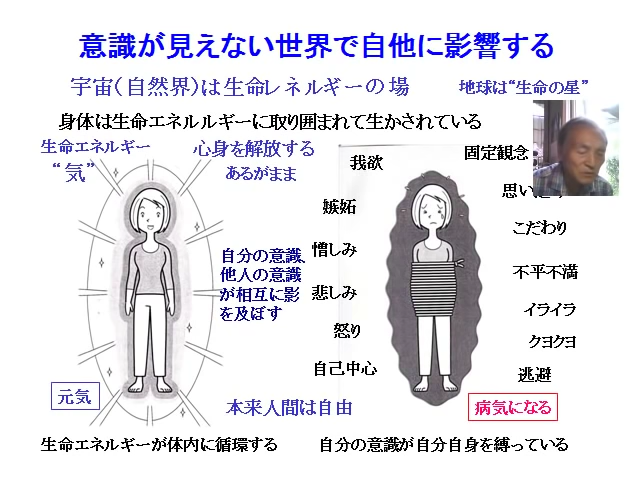 意識が見えない世界で自他に影響する
宇宙(自然界)は生命レネルギーの場
地球は“生命の星”
身体は生命エネルルギーに取り囲まれて生かされている
生命エネルギー
“気”
心身を解放する
あるがまま
我欲
固定観念
嫉妬
こだわり
自分の意識、
他人の意識
が相互に影
を及ぼす
憎しみ
悲しみ
怒り
自己中心
不平不満
イライラ
クヨクヨ
逃避
元気
本来人間は自由
病気になる
生命エネルギーが体内に循環する
自分の意識が自分自身を縛っている